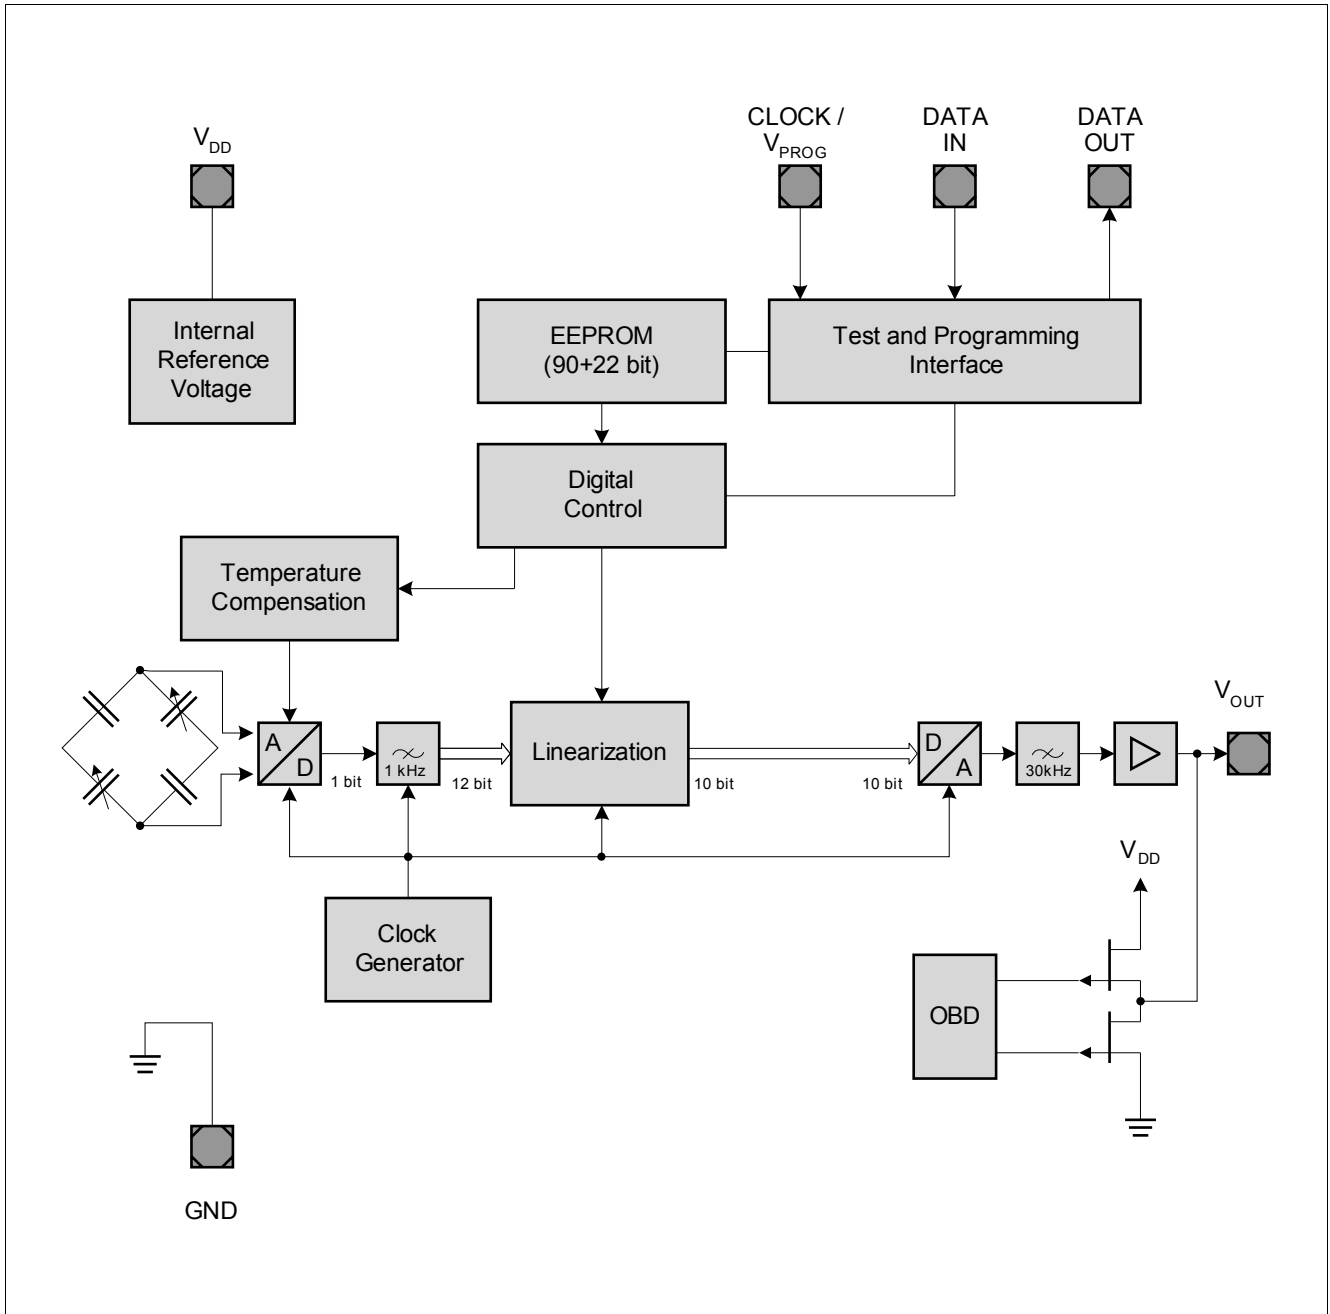 V_DD
CLOCK /
V_PROG
DATA
IN
DATA
OUT
Internal
Reference
Voltage
EEPROM
(90+22 bit)
Test and Programming
Interface
Digital
Control
Temperature
Compensation
A
D
1 bit
1 kHz
12 bit
Linearization
10 bit
10 bit
D
A
30kHz
V_OUT
Clock
Generator
V_DD
OBD
GND